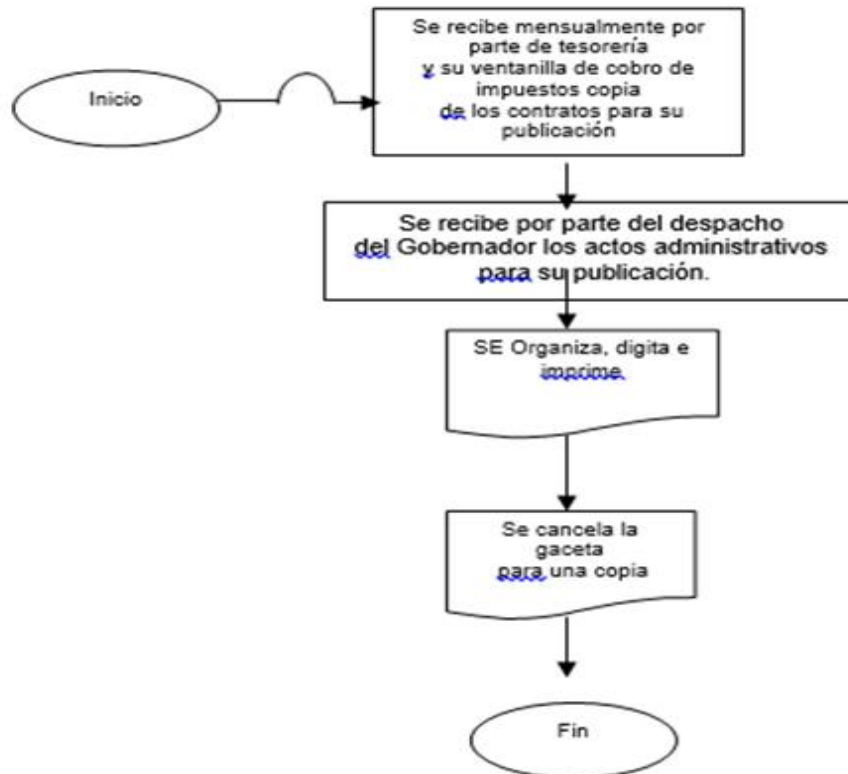 Inicio
Se recibe mensualmente por
parte de tesorería
y su ventanilla de cobro de
impuestos copia
de los contratos para su
publicación
Se recibe por parte del despacho
del Gobernador los actos administrativos
para su publicación.
SE Organiza, digita e
imprime
Se cancela la
gaceta
para una copia
Fin